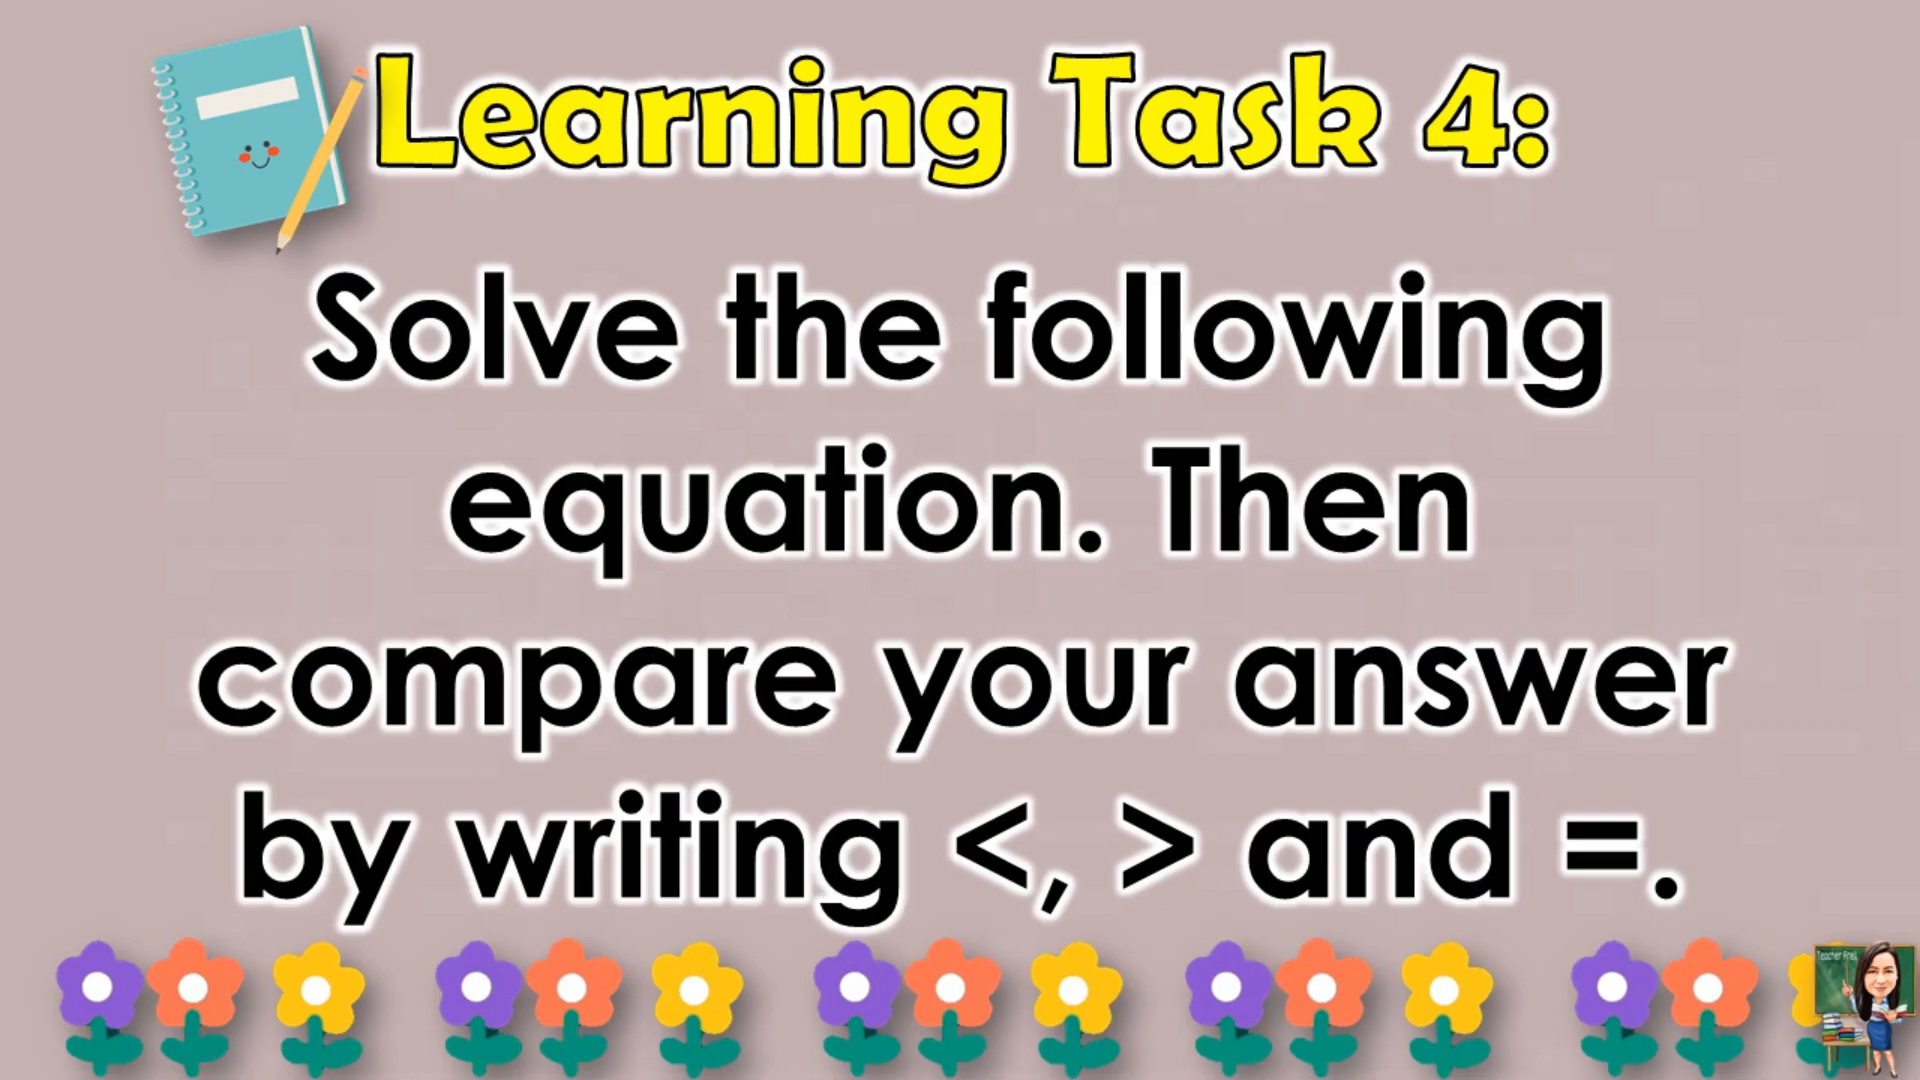 Learning Task 4:
Solve the following
equation. Then
compare your answer
by writing <, > and =.